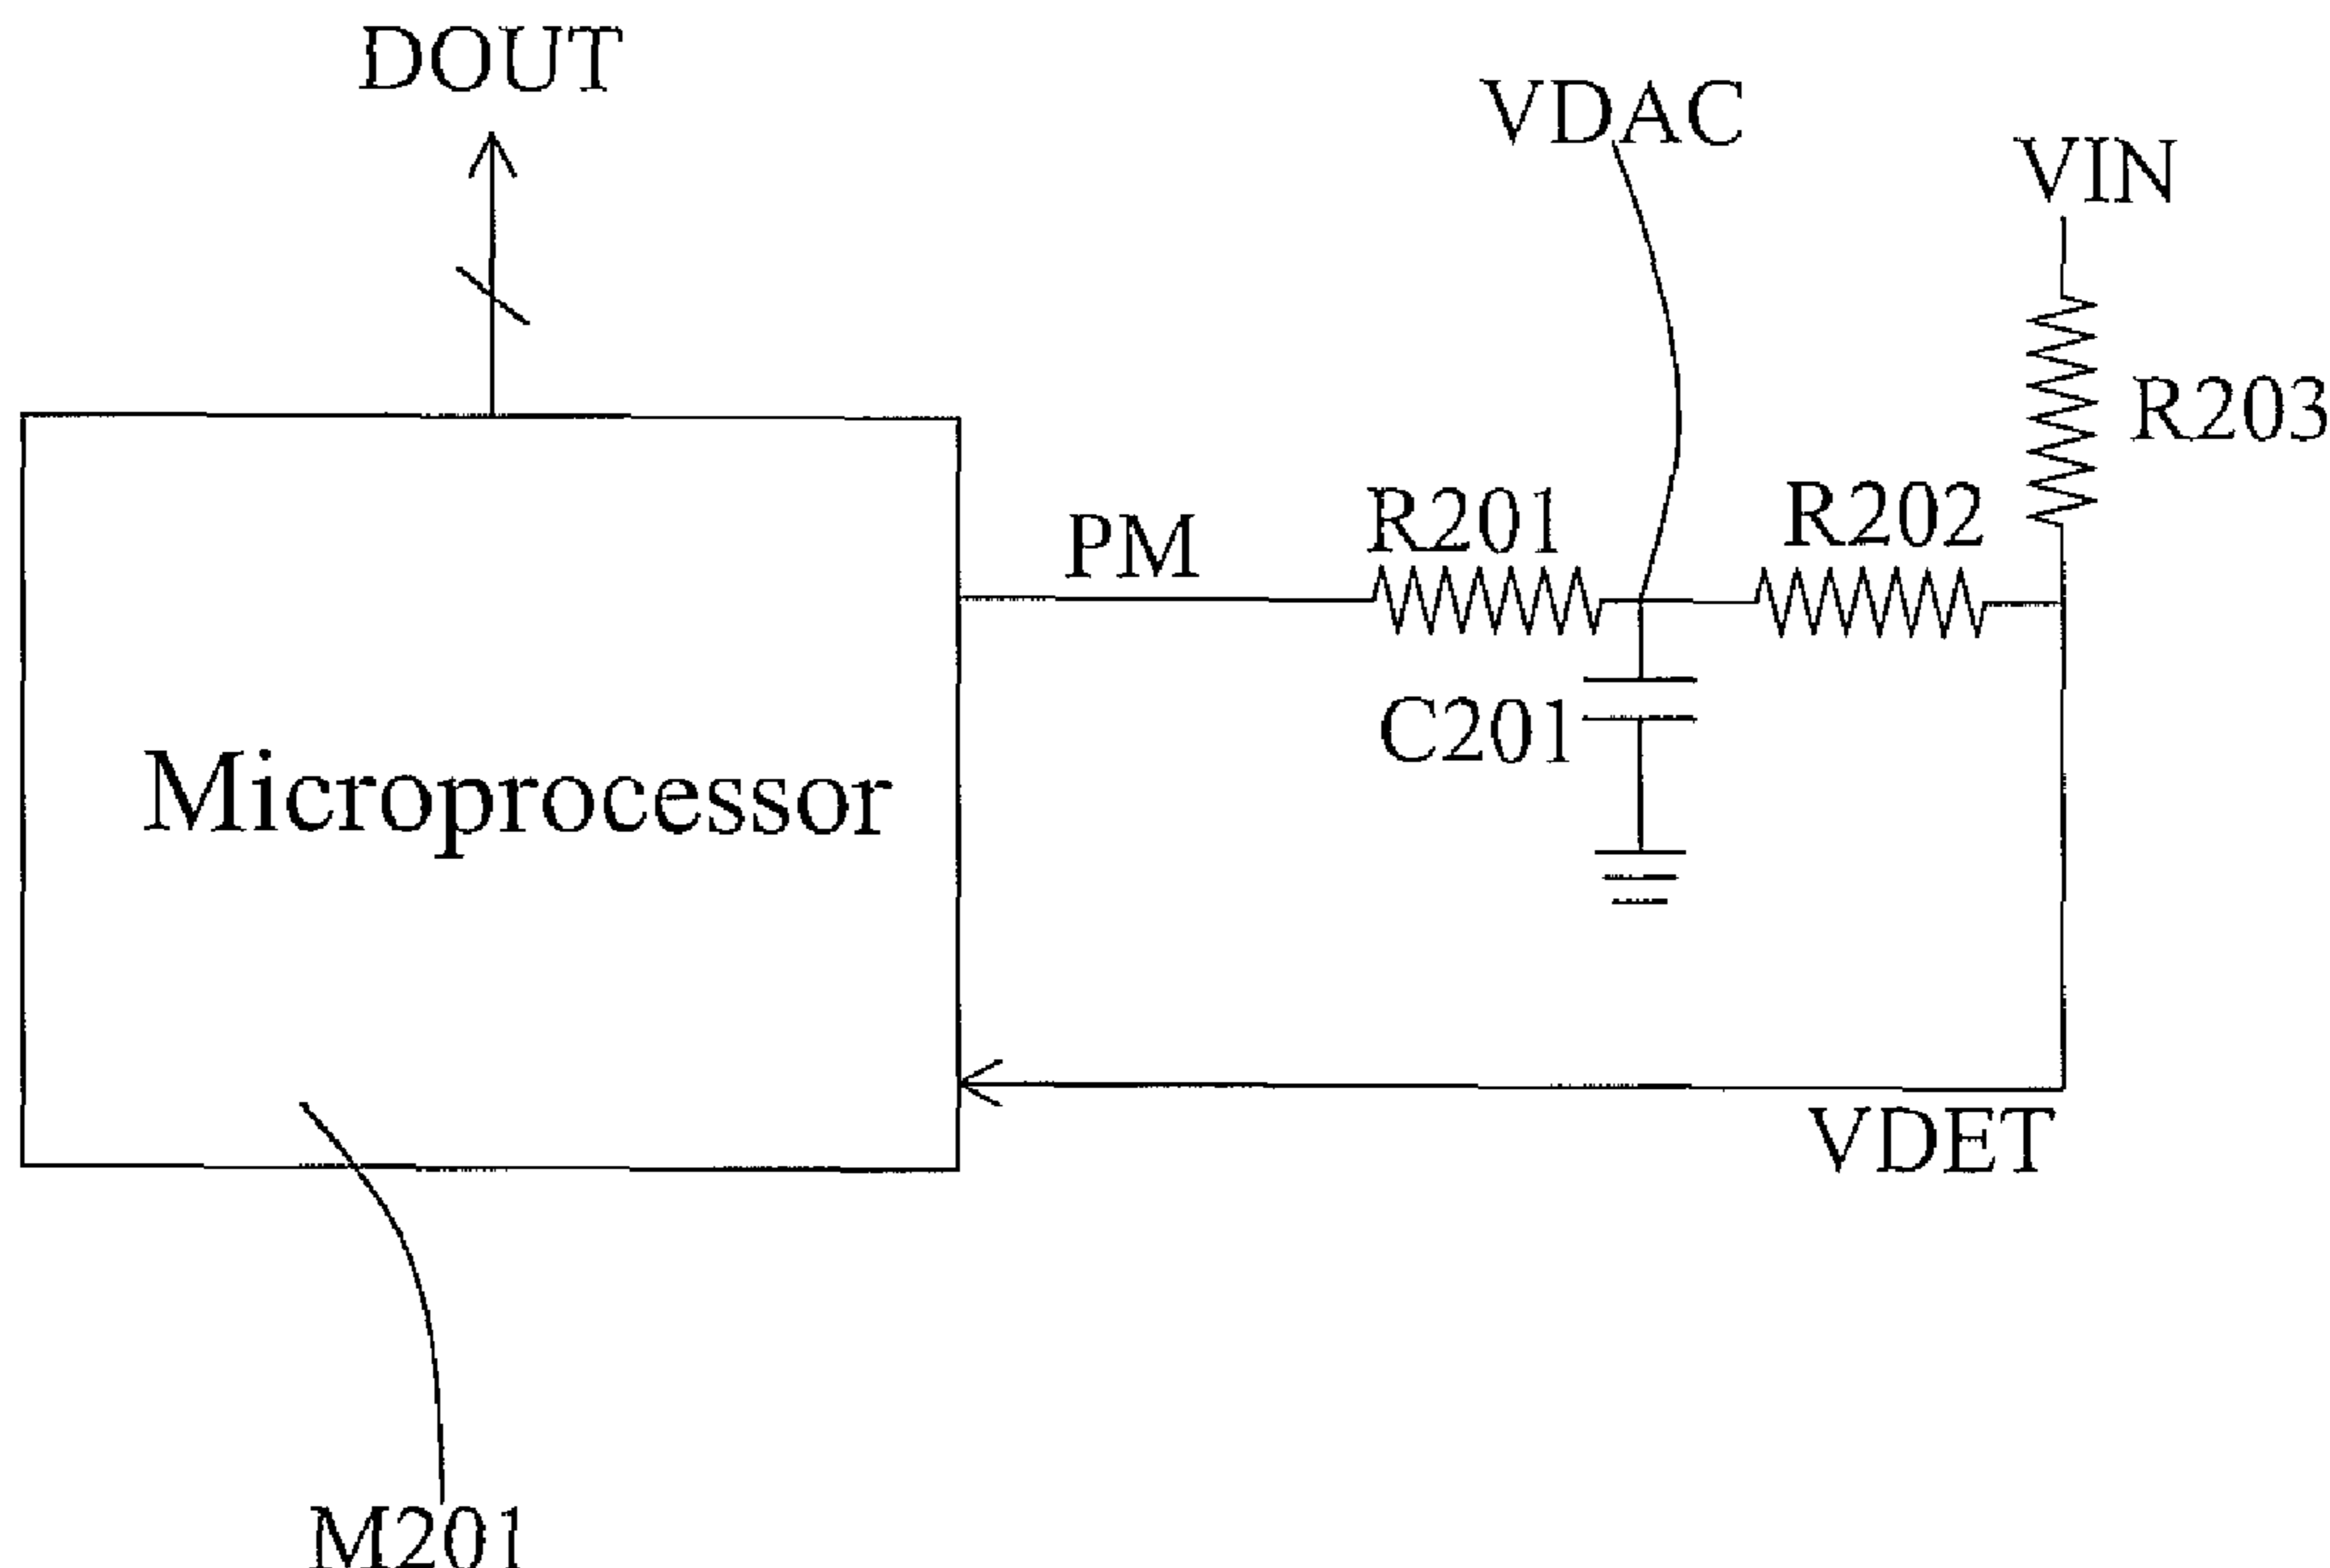 DOUT
VDAC
VIN
R203
R201
R202
PM
C201
Microprocessor
VDET
M201